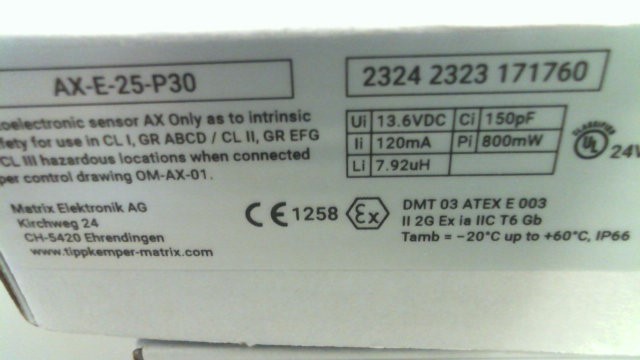 AX-E-25-P30
2324 2323 171760
oelectronic sensor AX Only as to intrinsic
fety for use in CL I, GR ABCD / CL II, GR EFG
CL III hazardous locations when connected
per control drawing OM-AX-01.
Ui 13.6VDC Ci 150pF
Ii 120mA Pi 800mW
Li 7.92uH
CLASSIFIED
UL
24V
Matrix Elektronik AG
Kirchweg 24
CH-5420 Ehrendingen
www.tippkemper-matrix.com
CE 1258 Ex
DMT 03 ATEX E 003
II 2G Ex ia IIC T6 Gb
Tamb = -20°C up to +60°C, IP66